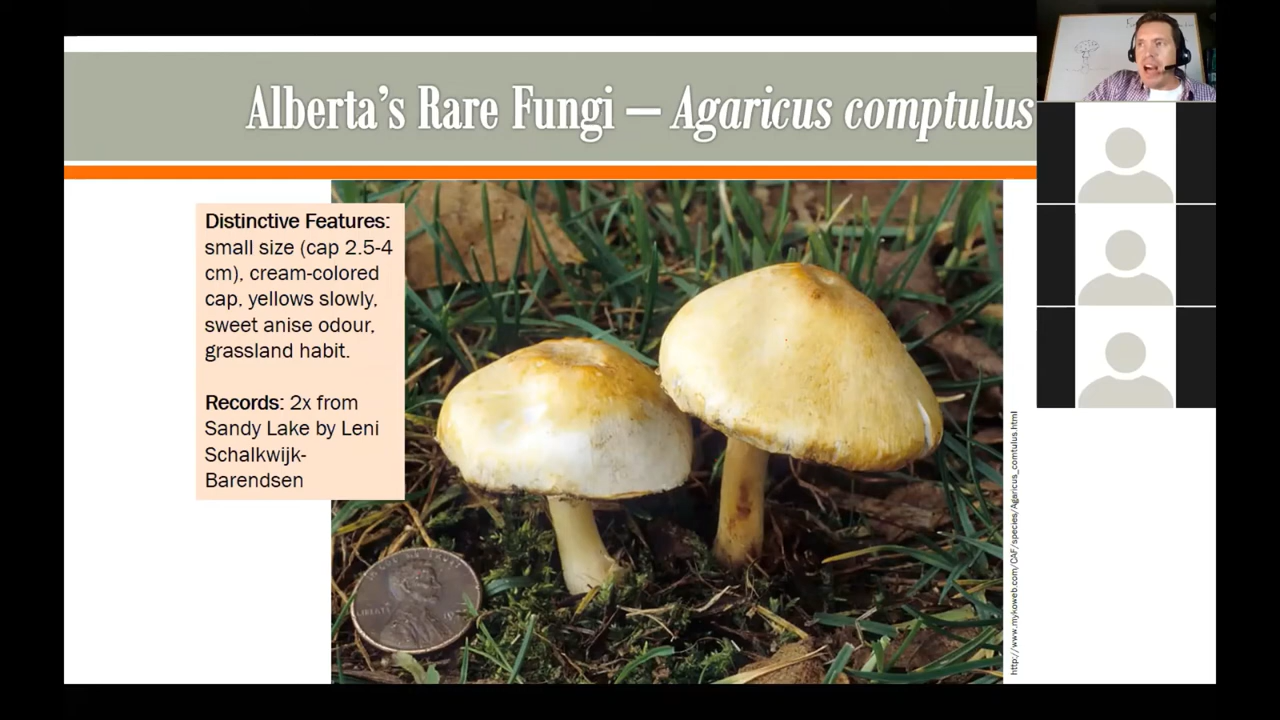 Alberta's Rare Fungi – Agaricus comptulus
Distinctive Features:
small size (cap 2.5-4
cm), cream-colored
cap, yellows slowly,
sweet anise odour,
grassland habit.
Records: 2x from
Sandy Lake by Leni
Schalkwijk-
Barendsen
http://www.mykoweb.com/CAF/species/Agaricus_comtulus.html